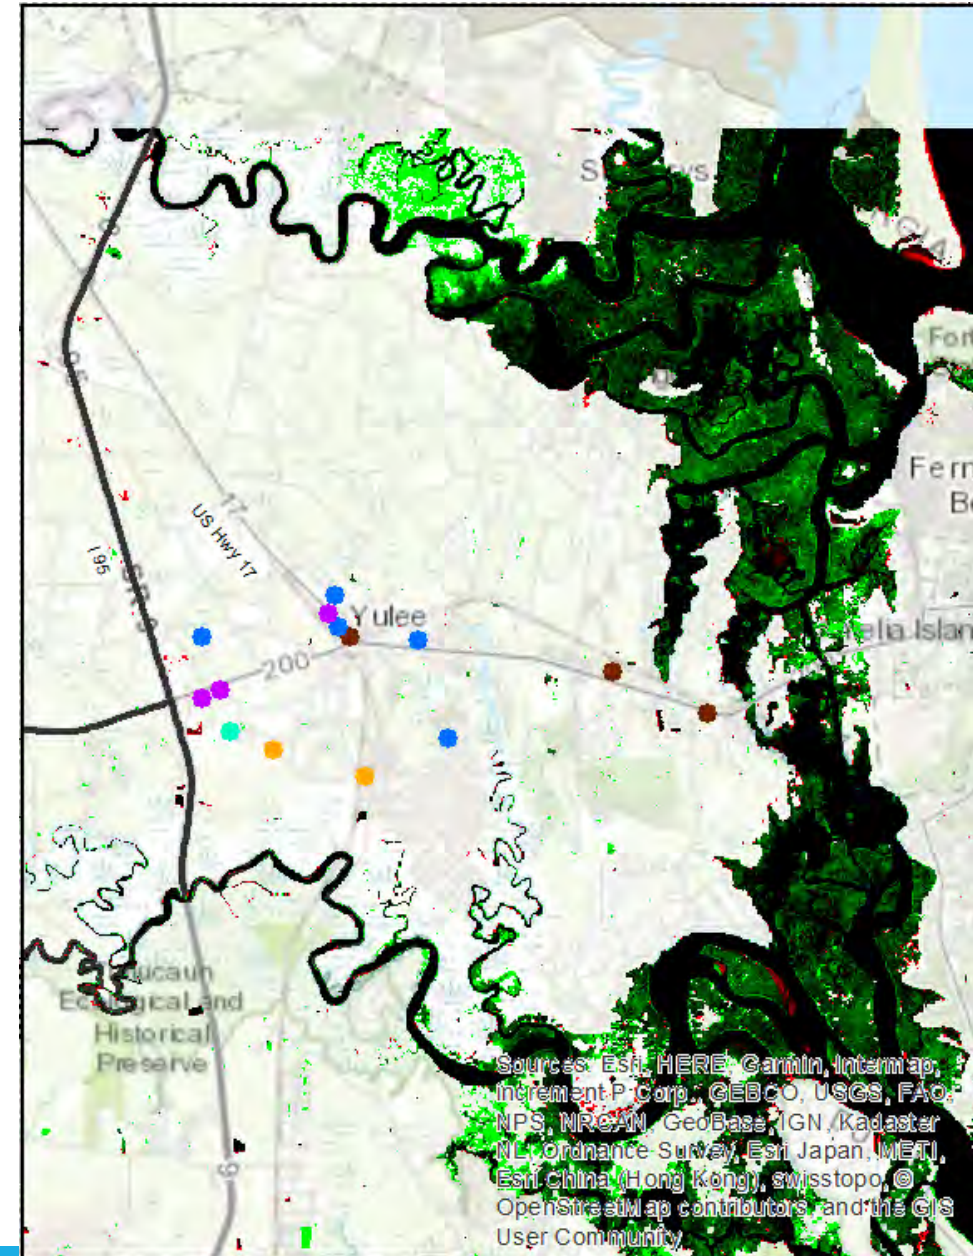 US Hwy 17
17
I 95
Yulee
200
Ecological and
Historical
Preserve
Sources: Esri, HERE, Garmin, Intermap,
increment P Corp., GEBCO, USGS, FAO,
NPS, NRCAN, GeoBase, IGN, Kadaster
NL, Ordnance Survey, Esri Japan, METI,
Esri China (Hong Kong), swisstopo, ©
OpenStreetMap contributors, and the GIS
User Community